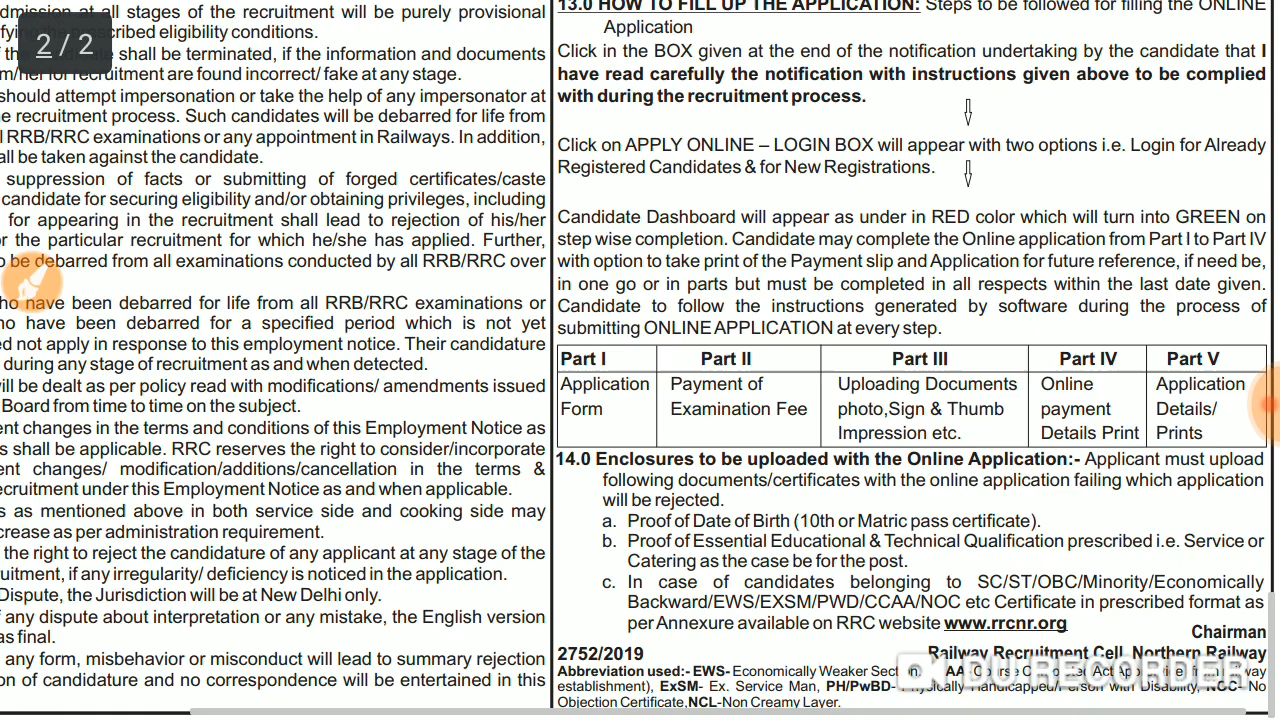 dmission at all stages of the recruitment will be purely provisional
scribed eligibility conditions.
2 / 2
shall be terminated, if the information and documents
recruitment are found incorrect/ fake at any stage.
should attempt impersonation or take the help of any impersonator at
e recruitment process. Such candidates will be debarred for life from
RRB/RRC examinations or any appointment in Railways. In addition,
all be taken against the candidate.
suppression of facts or submitting of forged certificates/caste
candidate for securing eligibility and/or obtaining privileges, including
for appearing in the recruitment shall lead to rejection of his/her
r the particular recruitment for which he/she has applied. Further,
be debarred from all examinations conducted by all RRB/RRC over
have been debarred for life from all RRB/RRC examinations or
ho have been debarred for a specified period which is not yet
ed not apply in response to this employment notice. Their candidature
during any stage of recruitment as and when detected.
ill be dealt as per policy read with modifications/ amendments issued
Board from time to time on the subject.
ent changes in the terms and conditions of this Employment Notice as
s shall be applicable. RRC reserves the right to consider/incorporate
ent changes/ modification/additions/cancellation in the terms &
ecruitment under this Employment Notice as and when applicable.
s as mentioned above in both service side and cooking side may
crease as per administration requirement.
the right to reject the candidature of any applicant at any stage of the
uitment, if any irregularity/ deficiency is noticed in the application.
Dispute, the Jurisdiction will be at New Delhi only.
any dispute about interpretation or any mistake, the English version
as final.
any form, misbehavior or misconduct will lead to summary rejection
on of candidature and no correspondence will be entertained in this
13.0 HOW TO FILL UP THE APPLICATION: Steps to be followed for filling the ONLINE
Application
Click in the BOX given at the end of the notification undertaking by the candidate that I
have read carefully the notification with instructions given above to be complied
with during the recruitment process.
⇩
Click on APPLY ONLINE – LOGIN BOX will appear with two options i.e. Login for Already
Registered Candidates & for New Registrations. ⇩
Candidate Dashboard will appear as under in RED color which will turn into GREEN on
step wise completion. Candidate may complete the Online application from Part I to Part IV
with option to take print of the Payment slip and Application for future reference, if need be,
in one go or in parts but must be completed in all respects within the last date given.
Candidate to follow the instructions generated by software during the process of
submitting ONLINE APPLICATION at every step.
Part I Part II Part III Part IV Part V
Application Payment of Uploading Documents Online Application
Form Examination Fee photo,Sign & Thumb payment Details/
Impression etc. Details Print Prints
14.0 Enclosures to be uploaded with the Online Application:- Applicant must upload
following documents/certificates with the online application failing which application
will be rejected.
a. Proof of Date of Birth (10th or Matric pass certificate).
b. Proof of Essential Educational & Technical Qualification prescribed i.e. Service or
Catering as the case be for the post.
c. In case of candidates belonging to SC/ST/OBC/Minority/Economically
Backward/EWS/EXSM/PWD/CCAA/NOC etc Certificate in prescribed format as
per Annexure available on RRC website www.rrcnr.org
Chairman
2752/2019 Railway Recruitment Cell, Northern Railway
Abbreviation used:- EWS- Economically Weaker Section,
establishment), ExSM- Ex. Service Man, PH/PwBD- Physically Handicapped/Person with Disability, NOC- No
Objection Certificate,NCL-Non Creamy Layer.
DU RECORDER